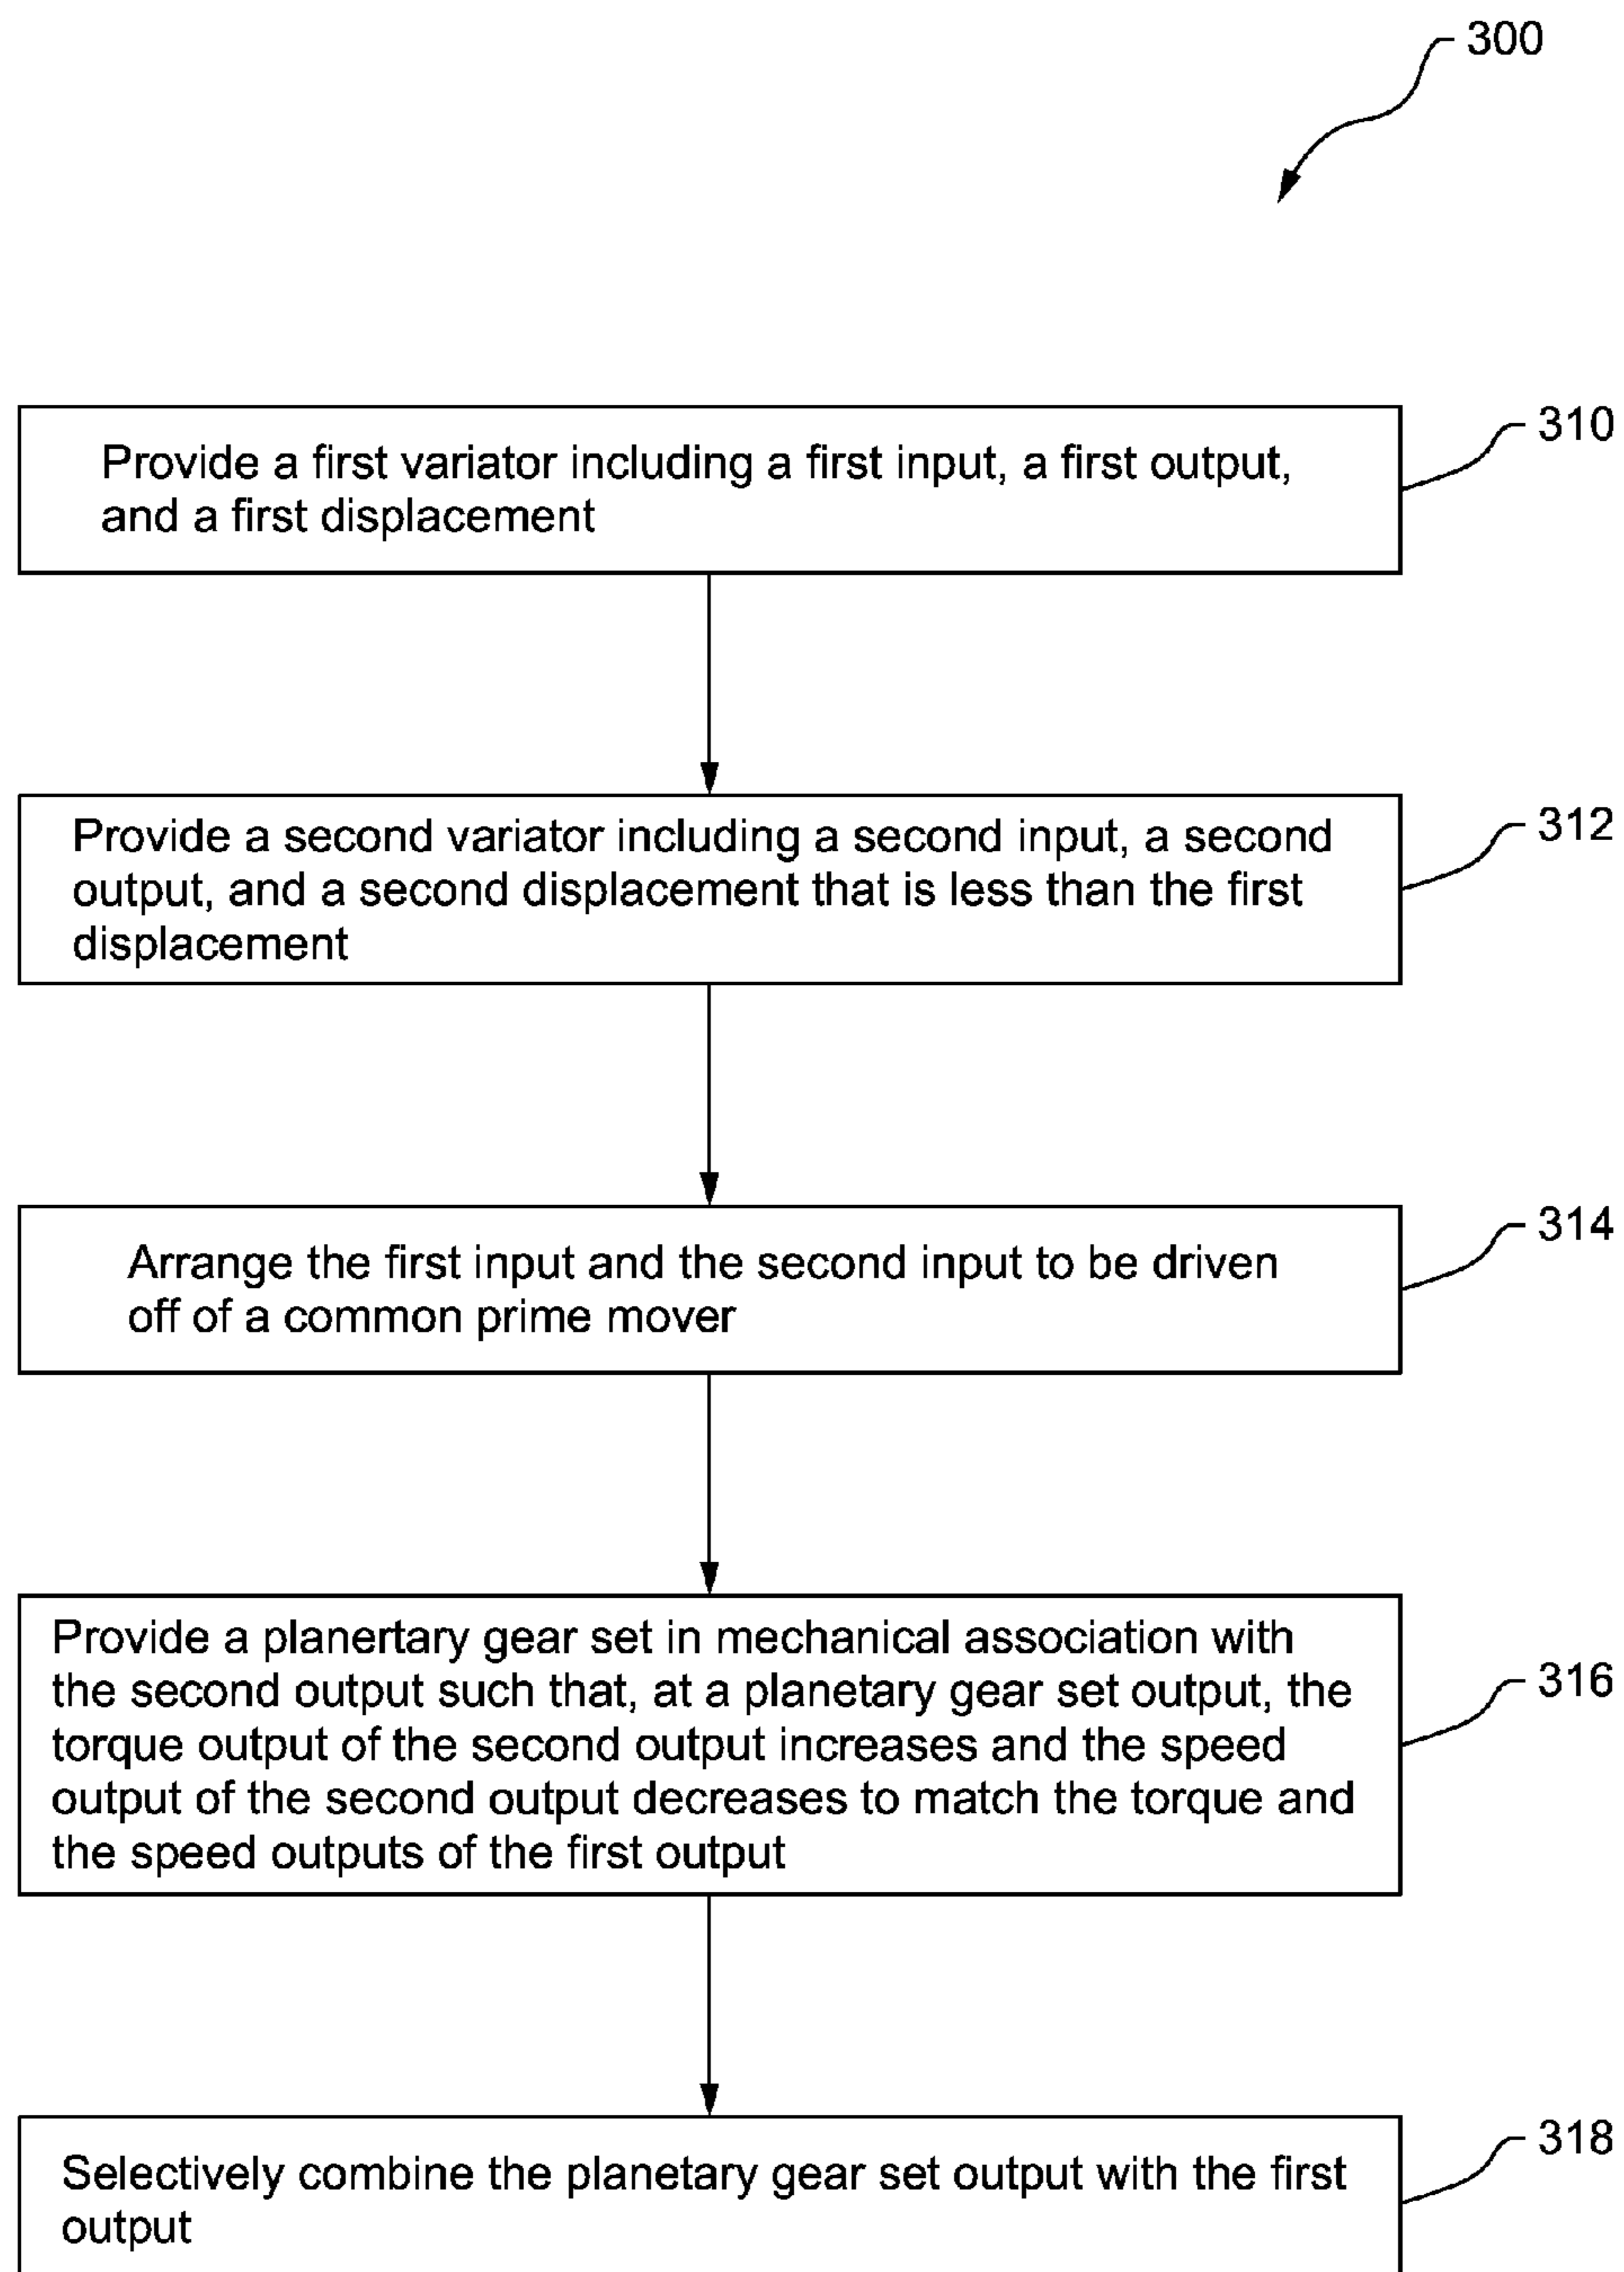 300
Provide a first variator including a first input, a first output,
and a first displacement
310
Provide a second variator including a second input, a second
output, and a second displacement that is less than the first
displacement
312
Arrange the first input and the second input to be driven
off of a common prime mover
314
Provide a planertary gear set in mechanical association with
the second output such that, at a planetary gear set output, the
torque output of the second output increases and the speed
output of the second output decreases to match the torque and
the speed outputs of the first output
316
Selectively combine the planetary gear set output with the first
output
318